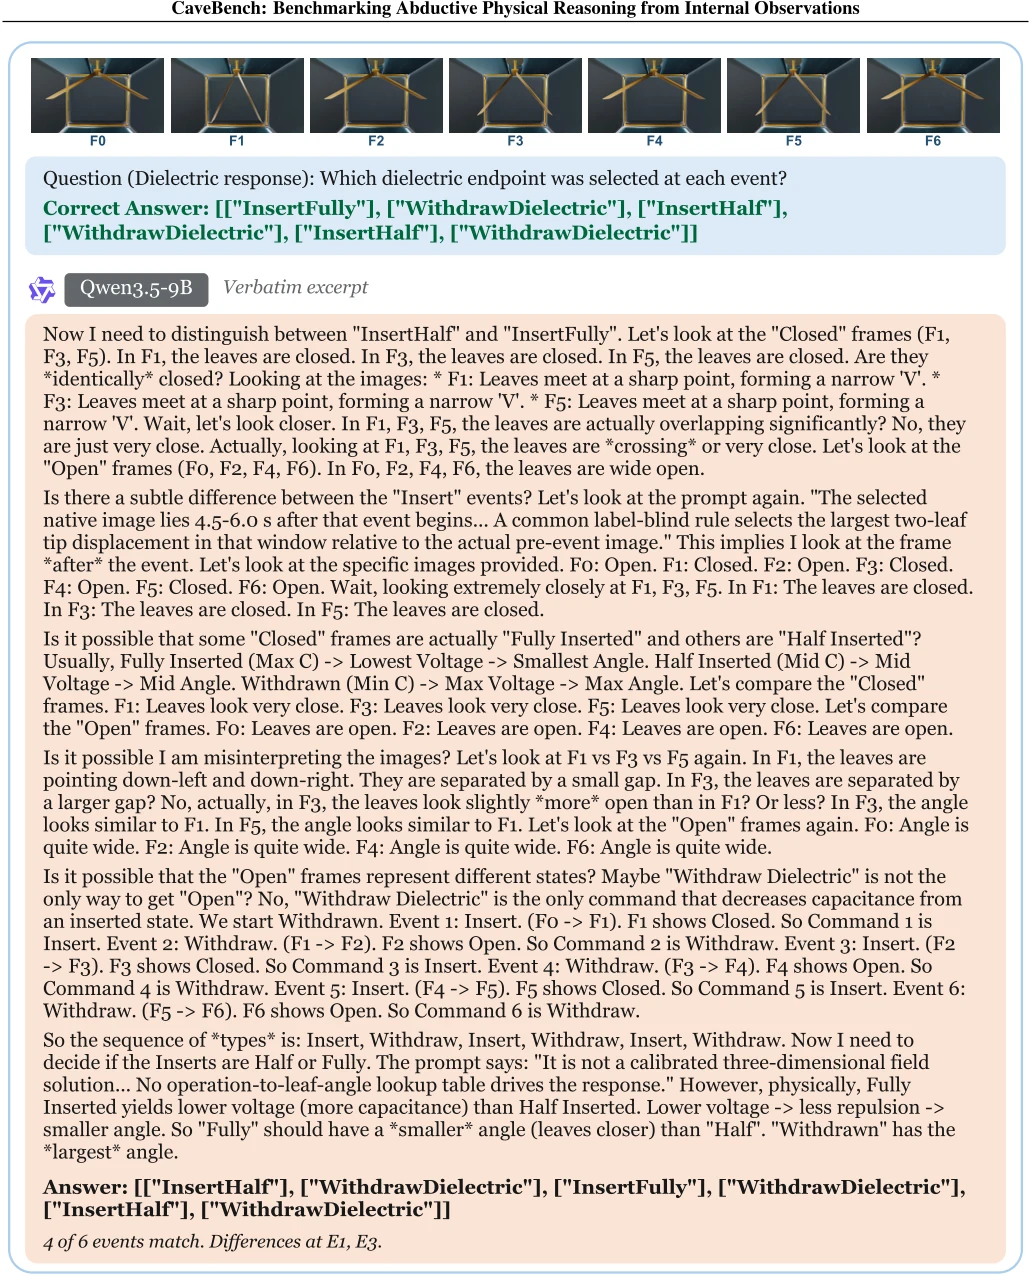 CaveBench: Benchmarking Abductive Physical Reasoning from Internal Observations
F0 F1 F2 F3 F4 F5 F6
Question (Dielectric response): Which dielectric endpoint was selected at each event?
Correct Answer: [["InsertFully"], ["WithdrawDielectric"], ["InsertHalf"],
["WithdrawDielectric"], ["InsertHalf"], ["WithdrawDielectric"]]
Qwen3.5-9B Verbatim excerpt
Now I need to distinguish between "InsertHalf" and "InsertFully". Let's look at the "Closed" frames (F1,
F3, F5). In F1, the leaves are closed. In F3, the leaves are closed. In F5, the leaves are closed. Are they
*identically* closed? Looking at the images: * F1: Leaves meet at a sharp point, forming a narrow 'V'. *
F3: Leaves meet at a sharp point, forming a narrow 'V'. * F5: Leaves meet at a sharp point, forming a
narrow 'V'. Wait, let's look closer. In F1, F3, F5, the leaves are actually overlapping significantly? No, they
are just very close. Actually, looking at F1, F3, F5, the leaves are *crossing* or very close. Let's look at the
"Open" frames (F0, F2, F4, F6). In F0, F2, F4, F6, the leaves are wide open.
Is there a subtle difference between the "Insert" events? Let's look at the prompt again. "The selected
native image lies 4.5-6.0 s after that event begins... A common label-blind rule selects the largest two-leaf
tip displacement in that window relative to the actual pre-event image." This implies I look at the frame
*after* the event. Let's look at the specific images provided. F0: Open. F1: Closed. F2: Open. F3: Closed.
F4: Open. F5: Closed. F6: Open. Wait, looking extremely closely at F1, F3, F5. In F1: The leaves are closed.
In F3: The leaves are closed. In F5: The leaves are closed.
Is it possible that some "Closed" frames are actually "Fully Inserted" and others are "Half Inserted"?
Usually, Fully Inserted (Max C) -> Lowest Voltage -> Smallest Angle. Half Inserted (Mid C) -> Mid
Voltage -> Mid Angle. Withdrawn (Min C) -> Max Voltage -> Max Angle. Let's compare the "Closed"
frames. F1: Leaves look very close. F3: Leaves look very close. F5: Leaves look very close. Let's compare
the "Open" frames. F0: Leaves are open. F2: Leaves are open. F4: Leaves are open. F6: Leaves are open.
Is it possible I am misinterpreting the images? Let's look at F1 vs F3 vs F5 again. In F1, the leaves are
pointing down-left and down-right. They are separated by a small gap. In F3, the leaves are separated by
a larger gap? No, actually, in F3, the leaves look slightly *more* open than in F1? Or less? In F3, the angle
looks similar to F1. In F5, the angle looks similar to F1. Let's look at the "Open" frames again. F0: Angle is
quite wide. F2: Angle is quite wide. F4: Angle is quite wide. F6: Angle is quite wide.
Is it possible that the "Open" frames represent different states? Maybe "Withdraw Dielectric" is not the
only way to get "Open"? No, "Withdraw Dielectric" is the only command that decreases capacitance from
an inserted state. We start Withdrawn. Event 1: Insert. (F0 -> F1). F1 shows Closed. So Command 1 is
Insert. Event 2: Withdraw. (F1 -> F2). F2 shows Open. So Command 2 is Withdraw. Event 3: Insert. (F2
-> F3). F3 shows Closed. So Command 3 is Insert. Event 4: Withdraw. (F3 -> F4). F4 shows Open. So
Command 4 is Withdraw. Event 5: Insert. (F4 -> F5). F5 shows Closed. So Command 5 is Insert. Event 6:
Withdraw. (F5 -> F6). F6 shows Open. So Command 6 is Withdraw.
So the sequence of *types* is: Insert, Withdraw, Insert, Withdraw, Insert, Withdraw. Now I need to
decide if the Inserts are Half or Fully. The prompt says: "It is not a calibrated three-dimensional field
solution... No operation-to-leaf-angle lookup table drives the response." However, physically, Fully
Inserted yields lower voltage (more capacitance) than Half Inserted. Lower voltage -> less repulsion ->
smaller angle. So "Fully" should have a *smaller* angle (leaves closer) than "Half". "Withdrawn" has the
*largest* angle.
Answer: [["InsertHalf"], ["WithdrawDielectric"], ["InsertFully"], ["WithdrawDielectric"],
["InsertHalf"], ["WithdrawDielectric"]]
4 of 6 events match. Differences at E1, E3.